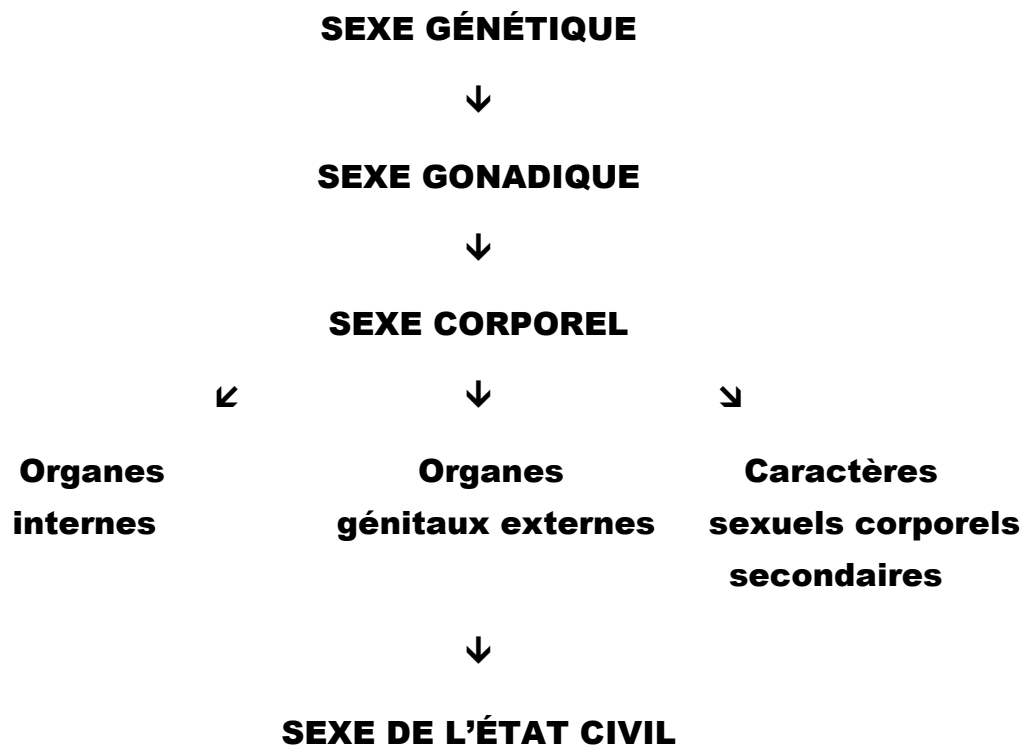 SEXE GÉNÉTIQUE
↓
SEXE GONADIQUE
↓
SEXE CORPOREL
↙ ↓ ↘
Organes Organes Caractères
internes génitaux externes sexuels corporels
secondaires
↓
SEXE DE L’ÉTAT CIVIL